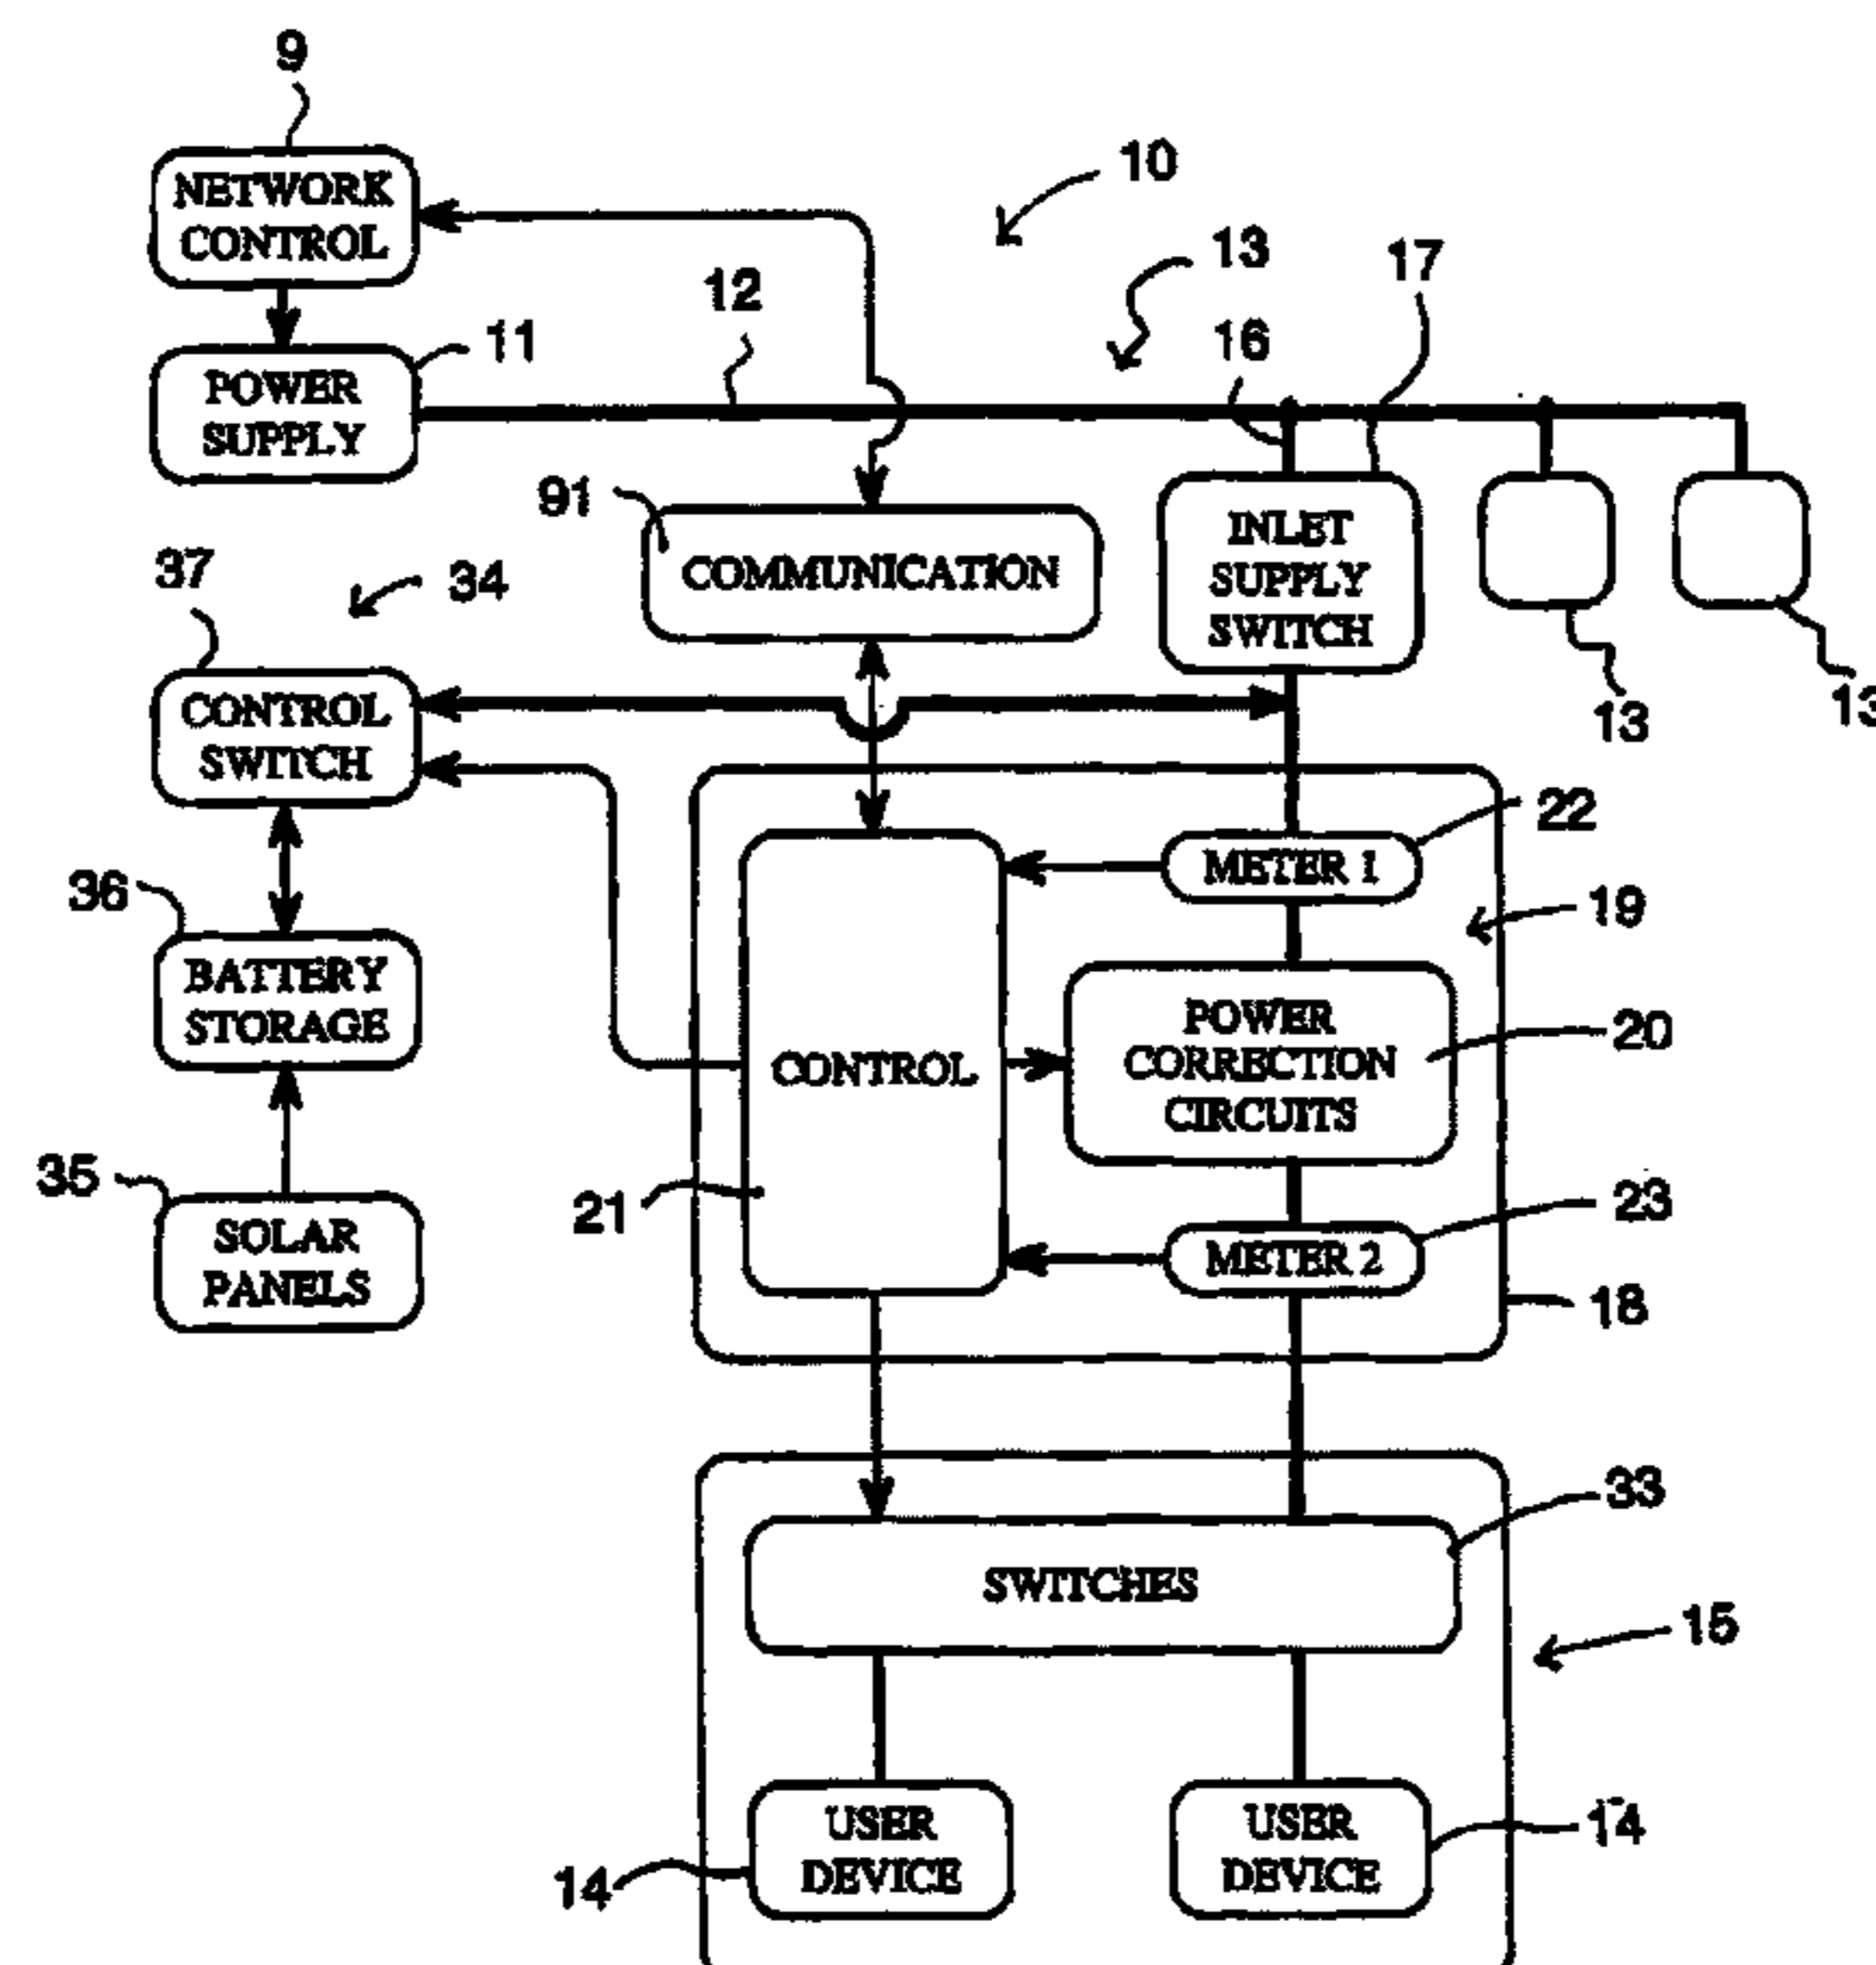 9
NETWORK
CONTROL
10
13
17
12
16
11
POWER
SUPPLY
91
COMMUNICATION
INLET
SUPPLY
SWITCH
37
34
13
13
CONTROL
SWITCH
22
METER 1
36
19
BATTERY
STORAGE
POWER
CORRECTION
CIRCUITS
20
CONTROL
35
21
23
SOLAR
PANELS
METER 2
18
33
SWITCHES
15
USER
DEVICE
USER
DEVICE
14
14